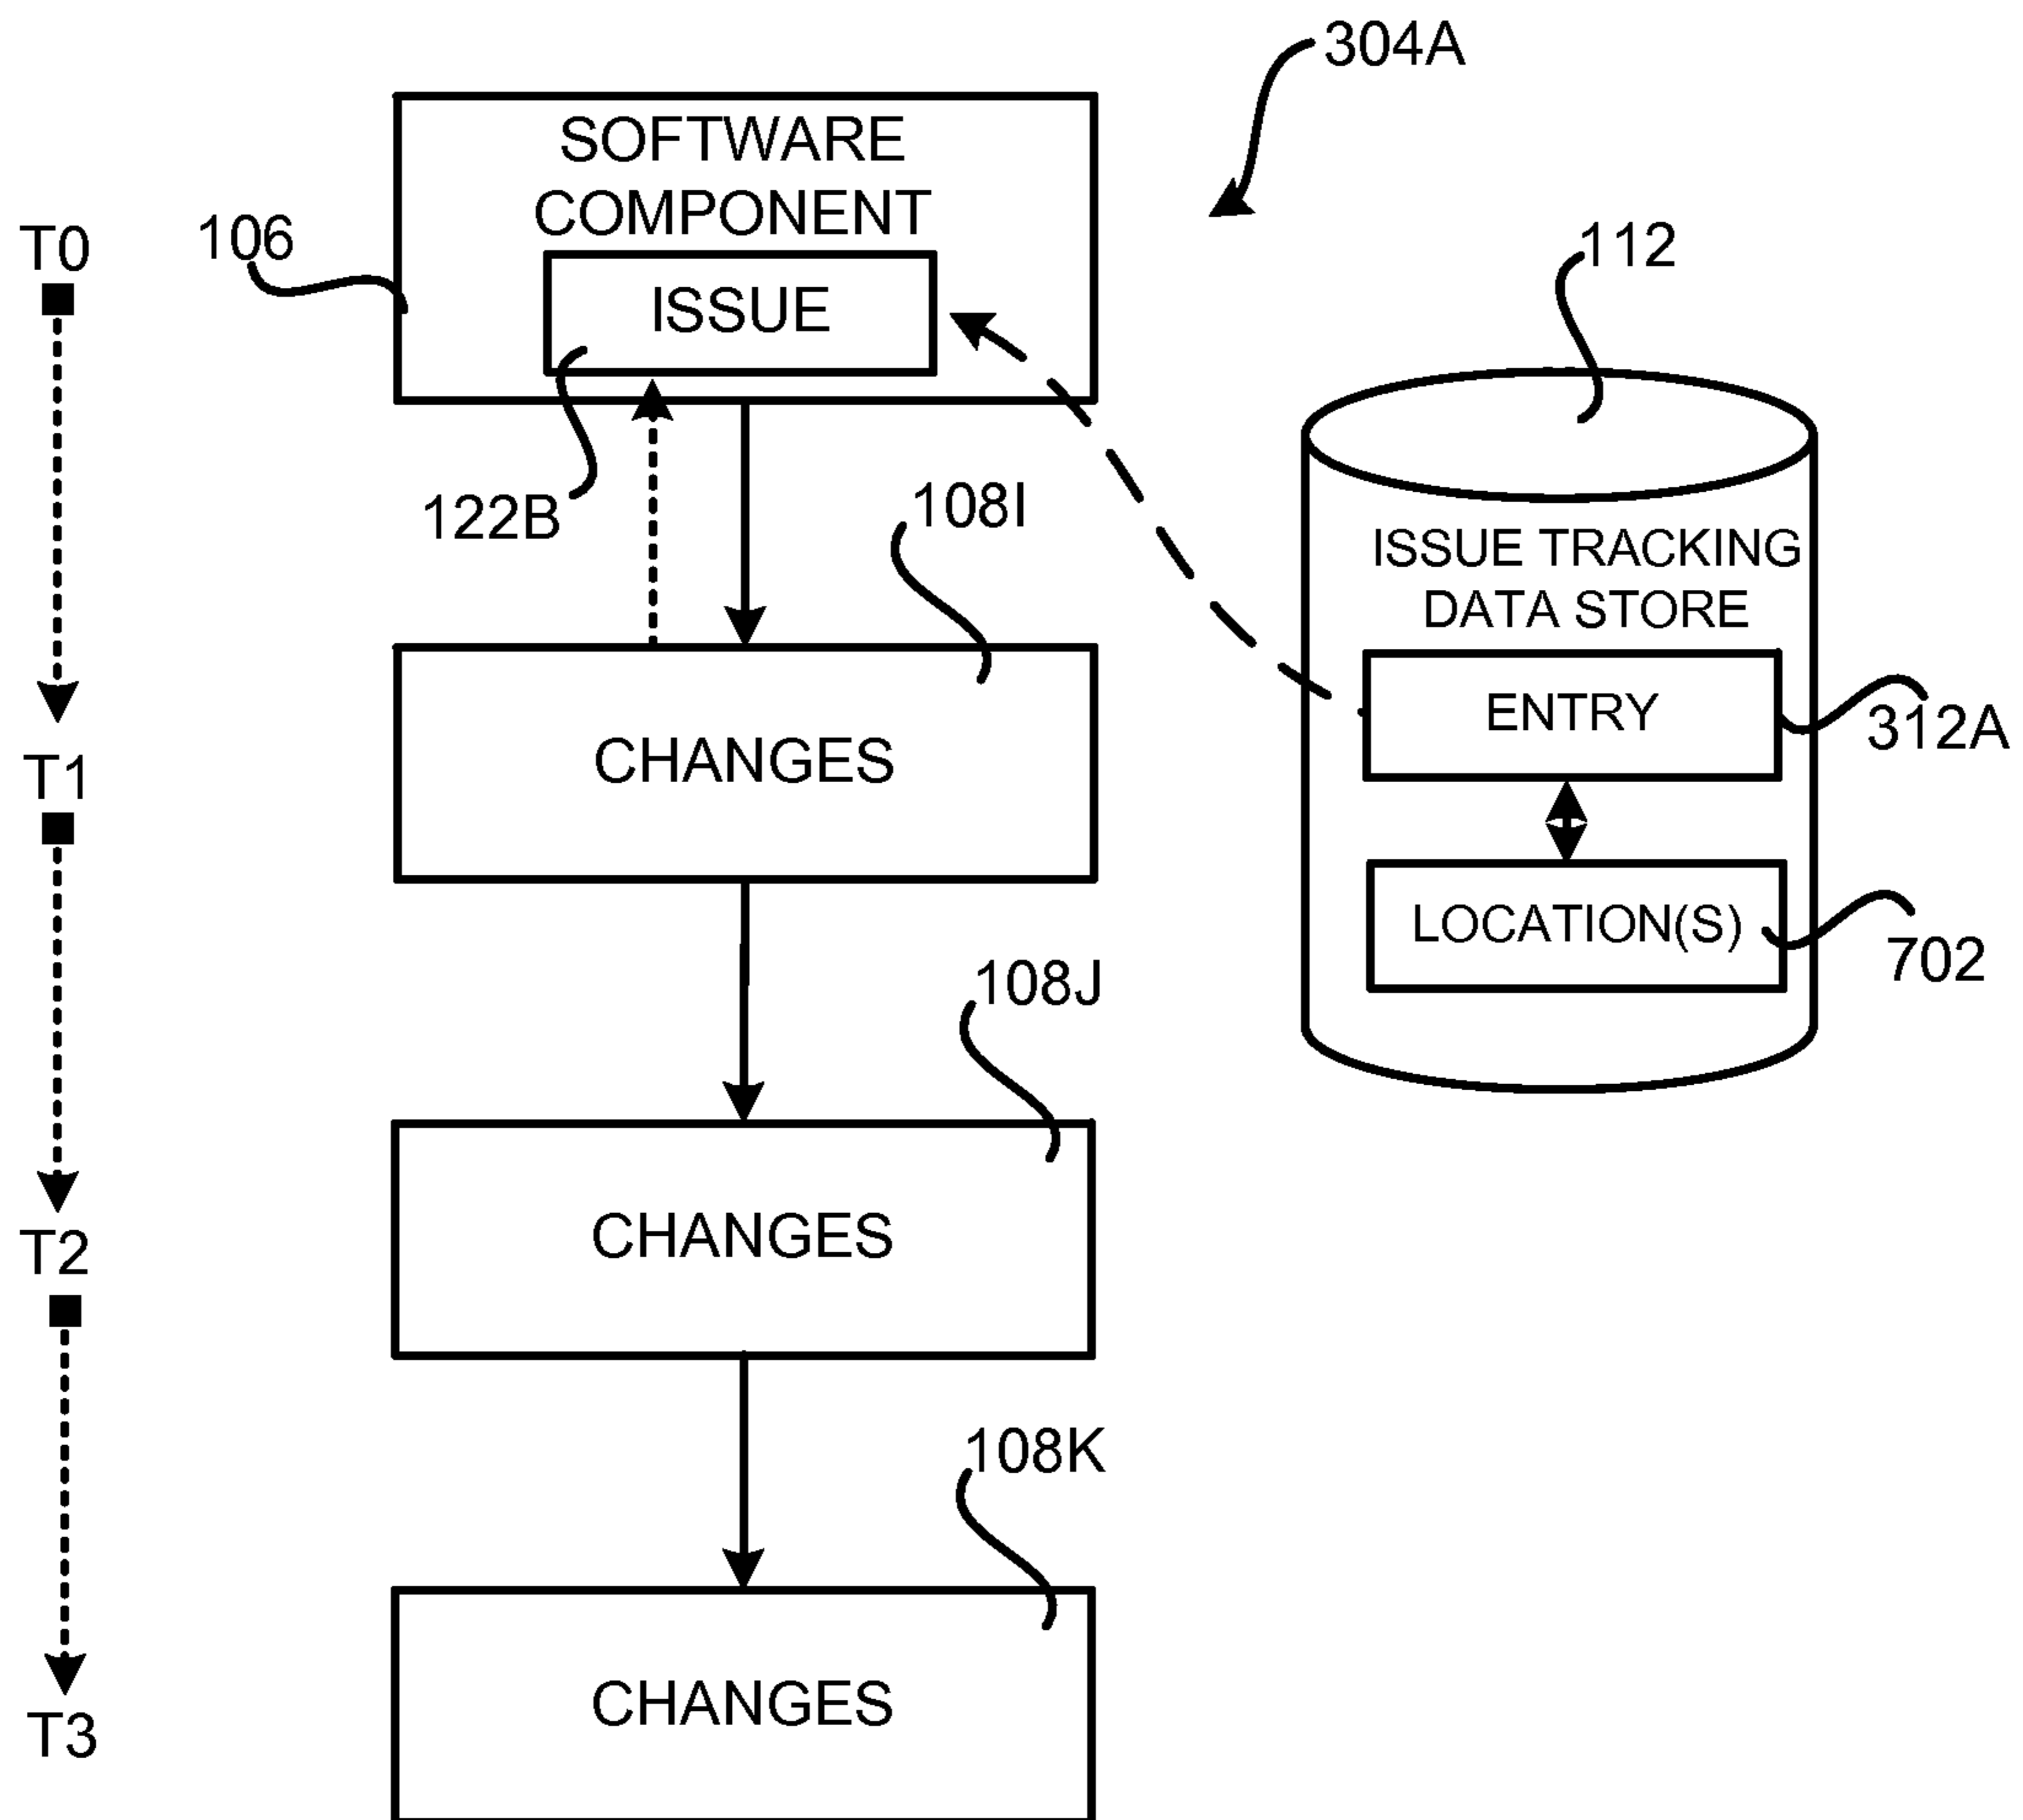 304A
SOFTWARE
COMPONENT
106
T0
112
ISSUE
122B
108I
ISSUE TRACKING
DATA STORE
ENTRY
312A
CHANGES
T1
LOCATION(S)
702
108J
CHANGES
T2
108K
CHANGES
T3